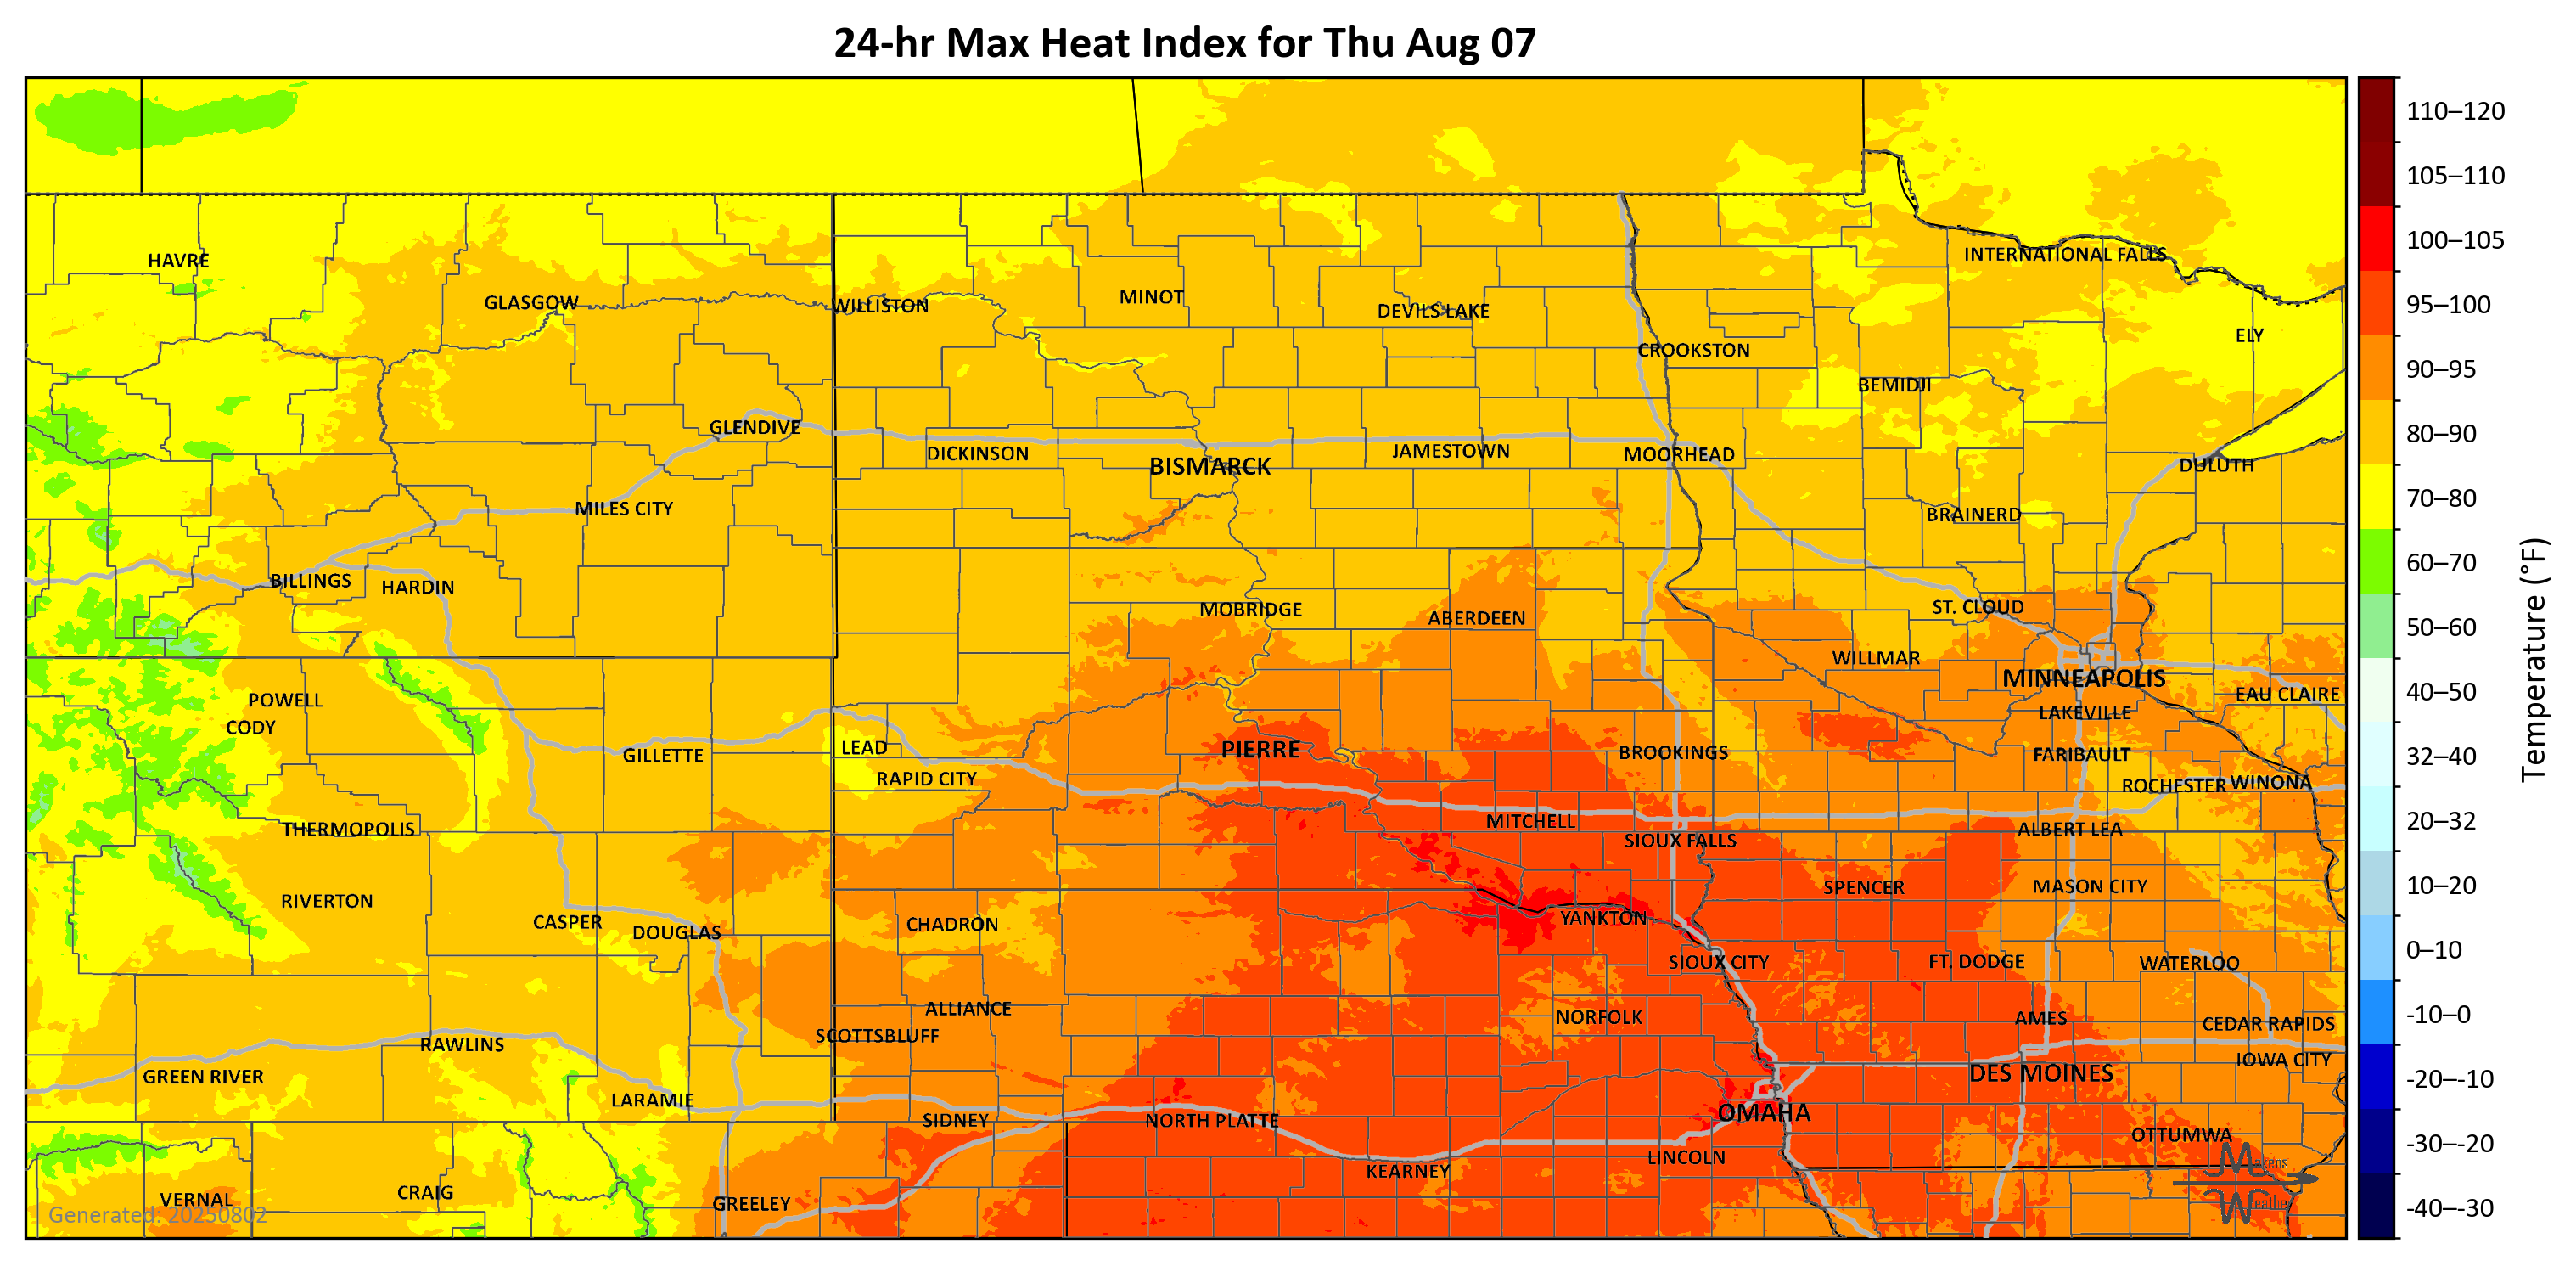 24-hr Max Heat Index for Thu Aug 07
110–120
105–110
100–105
95–100
90–95
80–90
70–80
60–70
50–60
40–50
32–40
20–32
10–20
0–10
-10–0
-20–-10
-30–-20
-40–-30
Temperature (°F)
HAVRE
GLASGOW
WILLISTON
MINOT
DEVILS LAKE
INTERNATIONAL FALLS
ELY
CROOKSTON
BEMIDJI
GLENDIVE
DICKINSON
BISMARCK
JAMESTOWN
MOORHEAD
DULUTH
MILES CITY
BRAINERD
BILLINGS
HARDIN
MOBRIDGE
ABERDEEN
ST. CLOUD
WILLMAR
MINNEAPOLIS
EAU CLAIRE
POWELL
CODY
LAKEVILLE
GILLETTE
LEAD
RAPID CITY
PIERRE
BROOKINGS
FARIBAULT
ROCHESTER
WINONA
THERMOPOLIS
MITCHELL
SIOUX FALLS
ALBERT LEA
RIVERTON
CASPER
DOUGLAS
CHADRON
YANKTON
SPENCER
MASON CITY
SIOUX CITY
FT. DODGE
WATERLOO
ALLIANCE
SCOTTSBLUFF
NORFOLK
AMES
CEDAR RAPIDS
RAWLINS
GREEN RIVER
IOWA CITY
DES MOINES
LARAMIE
SIDNEY
NORTH PLATTE
OMAHA
OTTUMWA
KEARNEY
LINCOLN
VERNAL
CRAIG
GREELEY
Generated: 20250802
Makens
Weather